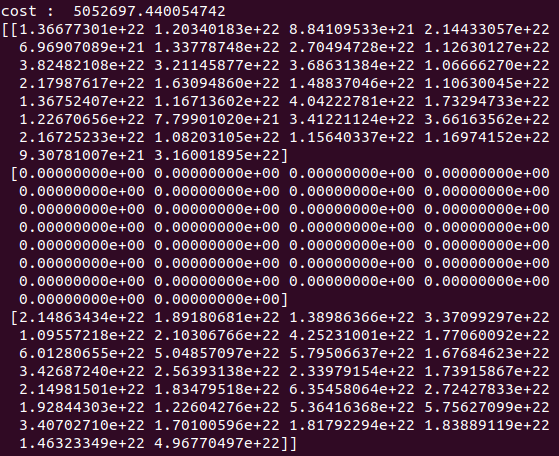 cost :  5052697.440054742
[[1.36677301e+22 1.20340183e+22 8.84109533e+21 2.14433057e+22
  6.96907089e+21 1.33778748e+22 2.70494728e+22 1.12630127e+22
  3.82482108e+22 3.21145877e+22 3.68631384e+22 1.06666270e+22
  2.17987617e+22 1.63094860e+22 1.48837046e+22 1.10630045e+22
  1.36752407e+22 1.16713602e+22 4.04222781e+22 1.73294733e+22
  1.22670656e+22 7.79901020e+21 3.41221124e+22 3.66163562e+22
  2.16725233e+22 1.08203105e+22 1.15640337e+22 1.16974152e+22
  9.30781007e+21 3.16001895e+22]
 [0.00000000e+00 0.00000000e+00 0.00000000e+00 0.00000000e+00
  0.00000000e+00 0.00000000e+00 0.00000000e+00 0.00000000e+00
  0.00000000e+00 0.00000000e+00 0.00000000e+00 0.00000000e+00
  0.00000000e+00 0.00000000e+00 0.00000000e+00 0.00000000e+00
  0.00000000e+00 0.00000000e+00 0.00000000e+00 0.00000000e+00
  0.00000000e+00 0.00000000e+00 0.00000000e+00 0.00000000e+00
  0.00000000e+00 0.00000000e+00 0.00000000e+00 0.00000000e+00
  0.00000000e+00 0.00000000e+00]
 [2.14863434e+22 1.89180681e+22 1.38986366e+22 3.37099297e+22
  1.09557218e+22 2.10306766e+22 4.25231001e+22 1.77060092e+22
  6.01280655e+22 5.04857097e+22 5.79506637e+22 1.67684623e+22
  3.42687240e+22 2.56393138e+22 2.33979154e+22 1.73915867e+22
  2.14981501e+22 1.83479518e+22 6.35458064e+22 2.72427833e+22
  1.92844303e+22 1.22604276e+22 5.36416368e+22 5.75627099e+22
  3.40702710e+22 1.70100596e+22 1.81792294e+22 1.83889119e+22
  1.46323349e+22 4.96770497e+22]]